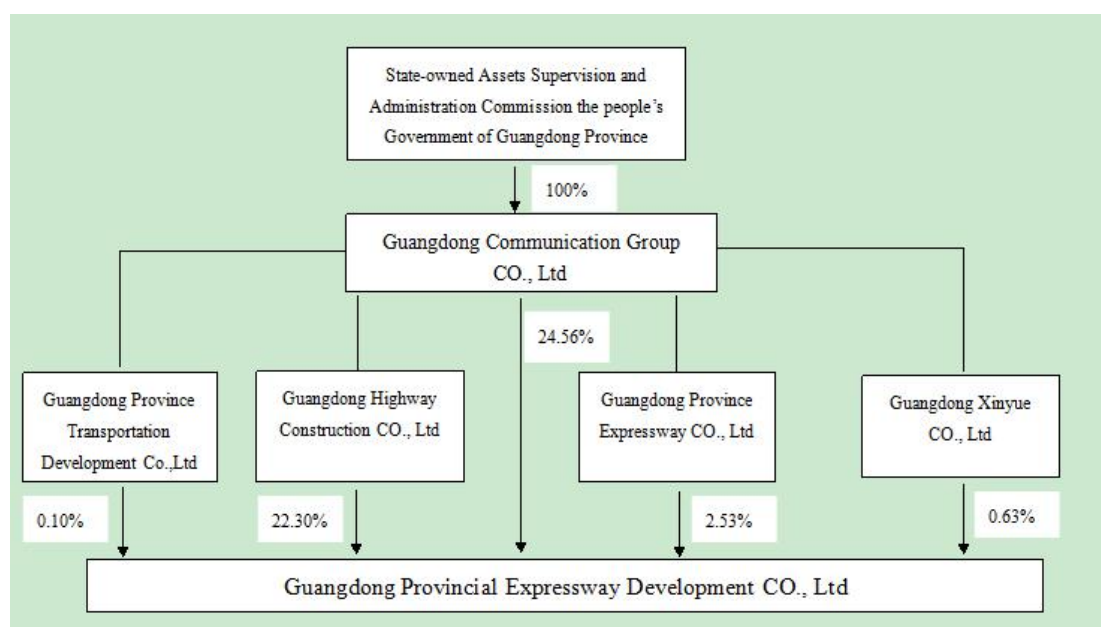 State-owned Assets Supervision and
Administration Commission the people’s
Government of Guangdong Province
100%
Guangdong Communication Group
CO., Ltd
24.56%
Guangdong Province
Transportation
Development Co.,Ltd
Guangdong Highway
Construction CO., Ltd
Guangdong Province
Expressway CO., Ltd
Guangdong Xinyue
CO., Ltd
0.10%
22.30%
2.53%
0.63%
Guangdong Provincial Expressway Development CO., Ltd